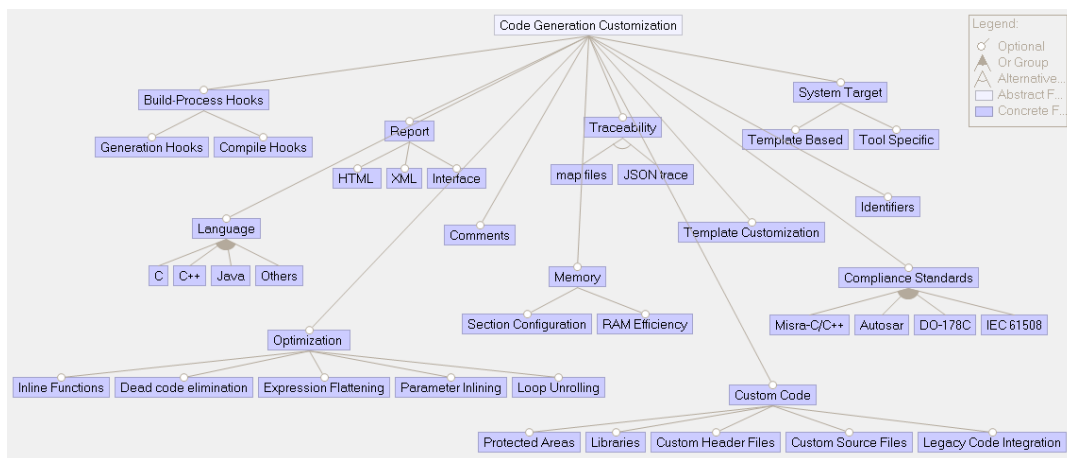 Code Generation Customization
Legend:
Optional
Or Group
Alternative...
Abstract F...
Concrete F...
Build-Process Hooks
Generation Hooks
Compile Hooks
Report
HTML
XML
Interface
Traceability
map files
JSON trace
System Target
Template Based
Tool Specific
Identifiers
Language
C
C++
Java
Others
Comments
Template Customization
Memory
Section Configuration
RAM Efficiency
Compliance Standards
Misra-C/C++
Autosar
DO-178C
IEC 61508
Optimization
Inline Functions
Dead code elimination
Expression Flattening
Parameter Inlining
Loop Unrolling
Custom Code
Protected Areas
Libraries
Custom Header Files
Custom Source Files
Legacy Code Integration